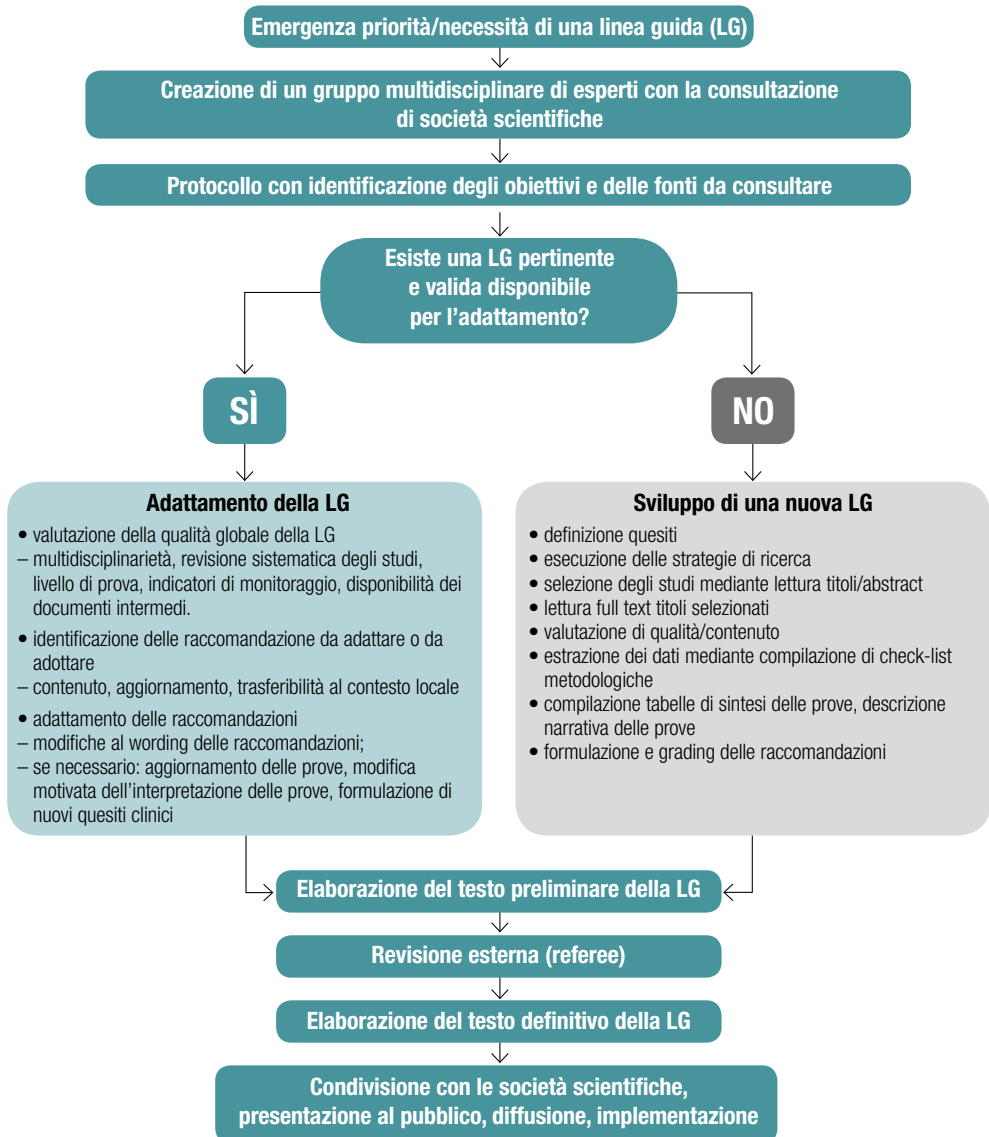 Emergenza priorità/necessità di una linea guida (LG)
Creazione di un gruppo multidisciplinare di esperti con la consultazione
di società scientifiche
Protocollo con identificazione degli obiettivi e delle fonti da consultare
Esiste una LG pertinente
e valida disponibile
per l'adattamento?
SÌ
NO
Adattamento della LG
• valutazione della qualità globale della LG
– multidisciplinarietà, revisione sistematica degli studi,
livello di prova, indicatori di monitoraggio, disponibilità dei
documenti intermedi.
• identificazione delle raccomandazione da adattare o da
adottare
– contenuto, aggiornamento, trasferibilità al contesto locale
• adattamento delle raccomandazioni
– modifiche al wording delle raccomandazioni;
– se necessario: aggiornamento delle prove, modifica
motivata dell'interpretazione delle prove, formulazione di
nuovi quesiti clinici
Sviluppo di una nuova LG
• definizione quesiti
• esecuzione delle strategie di ricerca
• selezione degli studi mediante lettura titoli/abstract
• lettura full text titoli selezionati
• valutazione di qualità/contenuto
• estrazione dei dati mediante compilazione di check-list
metodologiche
• compilazione tabelle di sintesi delle prove, descrizione
narrativa delle prove
• formulazione e grading delle raccomandazioni
Elaborazione del testo preliminare della LG
Revisione esterna (referee)
Elaborazione del testo definitivo della LG
Condivisione con le società scientifiche,
presentazione al pubblico, diffusione, implementazione